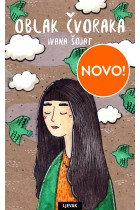 OBLAK ČVORAKA
IVANA ŠOJAT
NOVO!
LJEVAK